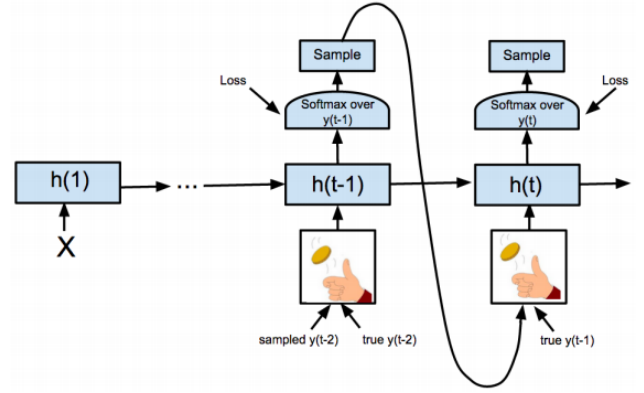 Sample
Sample
Loss
Loss
Softmax over
y(t-1)
Softmax over
y(t)
h(1)
...
h(t-1)
h(t)
X
sampled y(t-2)
true y(t-2)
true y(t-1)